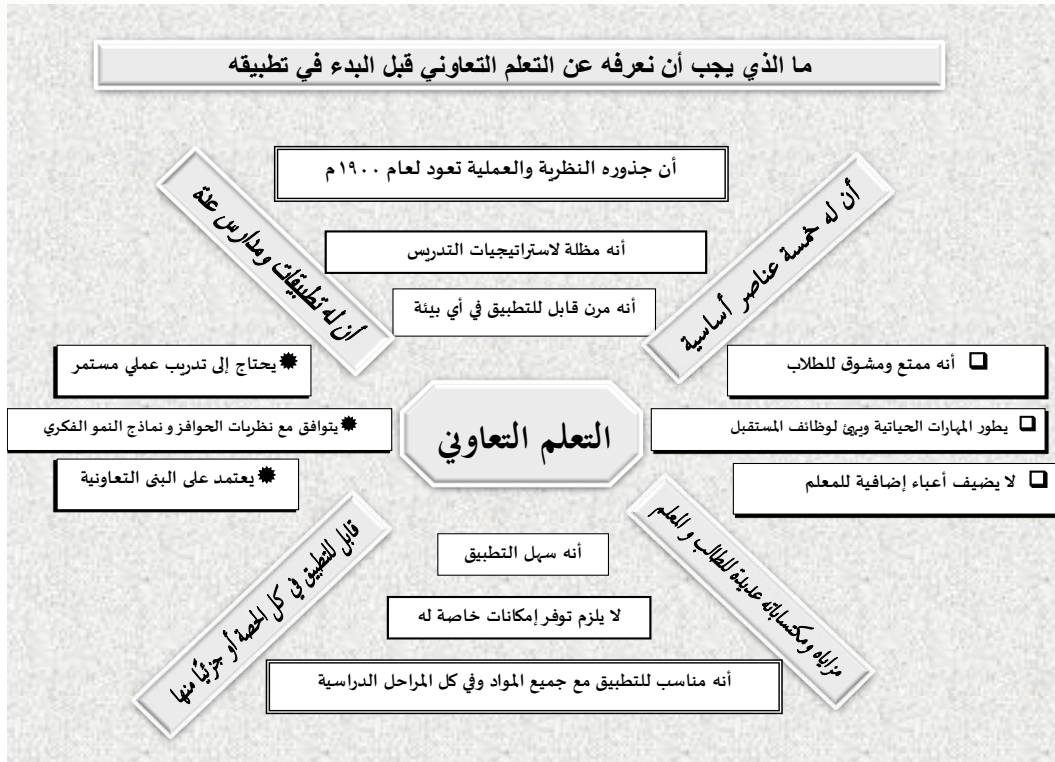 ما الذي يجب أن نعرفه عن التعلم التعاوني قبل البدء في تطبيقه
أن جذوره النظرية والعملية تعود لعام ١٩٠٠م
أنه مظلة لاستراتيجيات التدريس
أنه مرن قابل للتطبيق في أي بيئة
أن له خمسة عناصر أساسية
أن له تطبيقات ومدارس عدة
أنه ممتع ومشوق للطلاب
يطور المهارات الحياتية ويهئ لوظائف المستقبل
لا يضيف أعباء إضافية للمعلم
التعلم التعاوني
يحتاج إلى تدريب عملي مستمر
يتوافق مع نظريات الحوافز و نماذج النمو الفكري
يعتمد على البنى التعاونية
مزاياه ومكتساباته عديدة للطالب و المعلم
قابل للتطبيق في كل الحصة أو جزئيًا منها
أنه سهل التطبيق
لا يلزم توفر إمكانات خاصة له
أنه مناسب للتطبيق مع جميع المواد وفي كل المراحل الدراسية